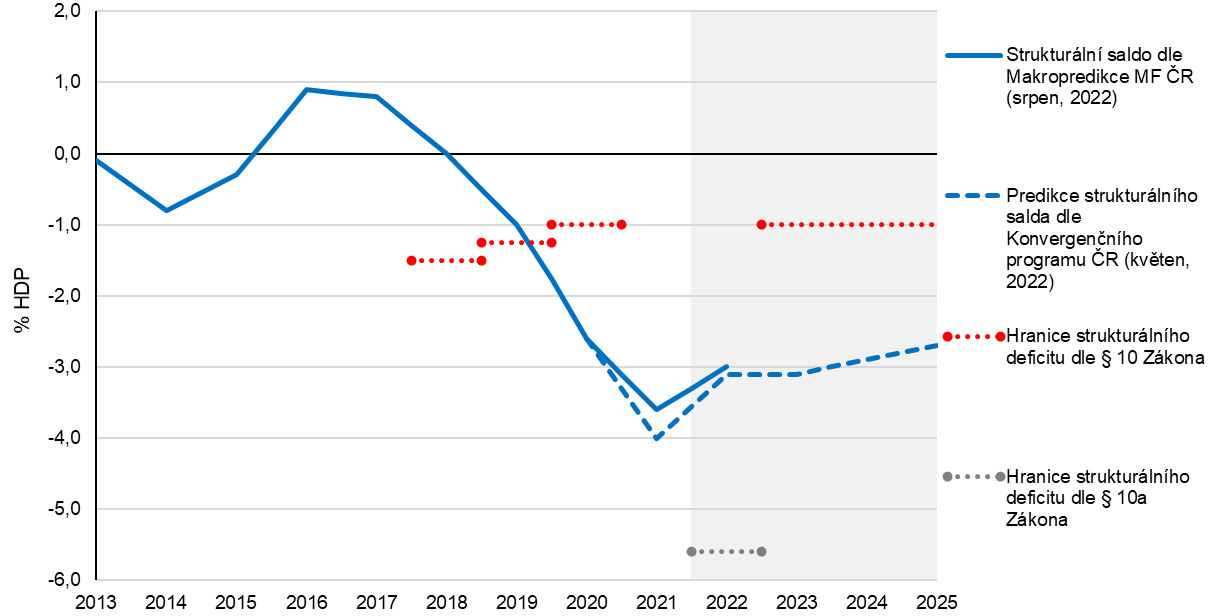 2,0
1,0
0,0
-1,0
-2,0
-3,0
-4,0
-5,0
-6,0
% HDP
2013 2014 2015 2016 2017 2018 2019 2020 2021 2022 2023 2024 2025
Strukturální saldo dle
Makropredikce MF ČR
(srpen, 2022)
Predikce strukturálního
salda dle
Konvergenčního
programu ČR (květen,
2022)
Hranice strukturálního
deficitu dle § 10 Zákona
Hranice strukturálního
deficitu dle § 10a
Zákona